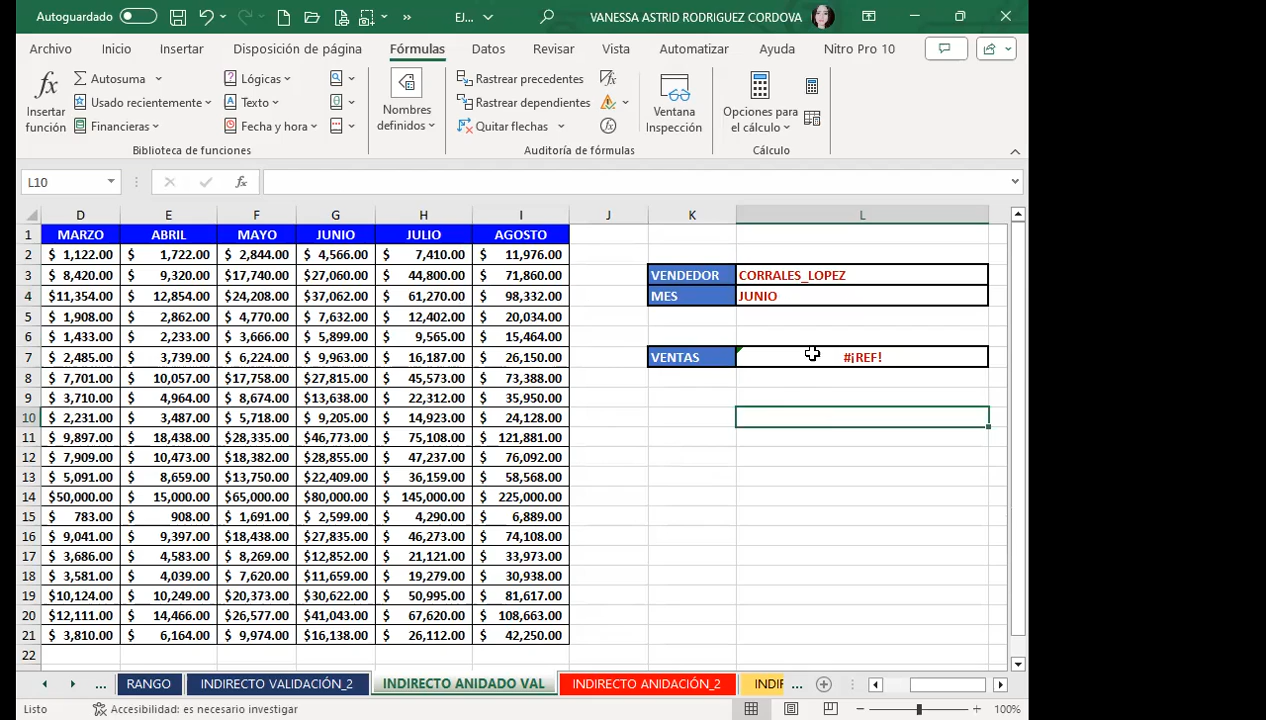 Autoguardado EJ... VANESSA ASTRID RODRIGUEZ CORDOVA
Archivo Inicio Insertar Disposición de página Fórmulas Datos Revisar Vista Automatizar Ayuda Nitro Pro 10
Insertar función
Autosuma
Usado recientemente
Financieras
Lógicas
Texto
Fecha y hora
Biblioteca de funciones
Nombres definidos
Rastrear precedentes
Rastrear dependientes
Quitar flechas
Ventana Inspección
Auditoría de fórmulas
Opciones para el cálculo
Cálculo
L10 fx
D E F G H I J K L
1 MARZO ABRIL MAYO JUNIO JULIO AGOSTO
2 $ 1,122.00 $ 1,722.00 $ 2,844.00 $ 4,566.00 $ 7,410.00 $ 11,976.00
3 $ 8,420.00 $ 9,320.00 $17,740.00 $27,060.00 $ 44,800.00 $ 71,860.00 VENDEDOR CORRALES_LOPEZ
4 $11,354.00 $ 12,854.00 $24,208.00 $37,062.00 $ 61,270.00 $ 98,332.00 MES JUNIO
5 $ 1,908.00 $ 2,862.00 $ 4,770.00 $ 7,632.00 $ 12,402.00 $ 20,034.00
6 $ 1,433.00 $ 2,233.00 $ 3,666.00 $ 5,899.00 $ 9,565.00 $ 15,464.00
7 $ 2,485.00 $ 3,739.00 $ 6,224.00 $ 9,963.00 $ 16,187.00 $ 26,150.00 VENTAS #¡REF!
8 $ 7,701.00 $ 10,057.00 $17,758.00 $27,815.00 $ 45,573.00 $ 73,388.00
9 $ 3,710.00 $ 4,964.00 $ 8,674.00 $13,638.00 $ 22,312.00 $ 35,950.00
10 $ 2,231.00 $ 3,487.00 $ 5,718.00 $ 9,205.00 $ 14,923.00 $ 24,128.00
11 $ 9,897.00 $ 18,438.00 $28,335.00 $46,773.00 $ 75,108.00 $ 121,881.00
12 $ 7,909.00 $ 10,473.00 $18,382.00 $28,855.00 $ 47,237.00 $ 76,092.00
13 $ 5,091.00 $ 8,659.00 $13,750.00 $22,409.00 $ 36,159.00 $ 58,568.00
14 $50,000.00 $ 15,000.00 $65,000.00 $80,000.00 $ 145,000.00 $ 225,000.00
15 $ 783.00 $ 908.00 $ 1,691.00 $ 2,599.00 $ 4,290.00 $ 6,889.00
16 $ 9,041.00 $ 9,397.00 $18,438.00 $27,835.00 $ 46,273.00 $ 74,108.00
17 $ 3,686.00 $ 4,583.00 $ 8,269.00 $12,852.00 $ 21,121.00 $ 33,973.00
18 $ 3,581.00 $ 4,039.00 $ 7,620.00 $11,659.00 $ 19,279.00 $ 30,938.00
19 $10,124.00 $ 10,249.00 $20,373.00 $30,622.00 $ 50,995.00 $ 81,617.00
20 $12,111.00 $ 14,466.00 $26,577.00 $41,043.00 $ 67,620.00 $ 108,663.00
21 $ 3,810.00 $ 6,164.00 $ 9,974.00 $16,138.00 $ 26,112.00 $ 42,250.00
22
... RANGO INDIRECTO VALIDACIÓN_2 INDIRECTO ANIDADO VAL INDIRECTO ANIDACIÓN_2 INDIF ...
Listo Accesibilidad: es necesario investigar 100%